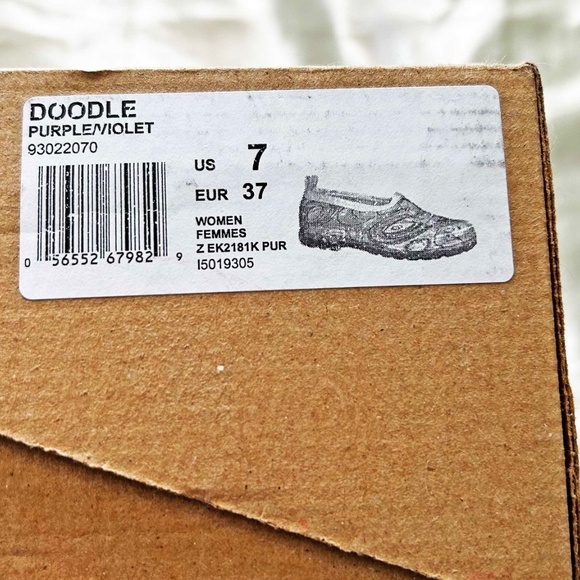 DOODLE
PURPLE/VIOLET
93022070
0 56552 67982 9
US 7
EUR 37
WOMEN
FEMMES
Z EK2181K PUR
I5019305